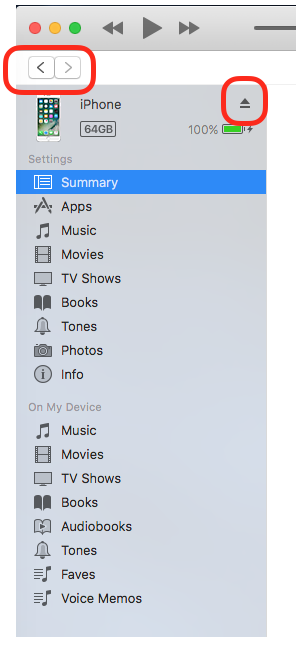 iPhone
64GB
100%
Settings
Summary
Apps
Music
Movies
TV Shows
Books
Tones
Photos
Info
On My Device
Music
Movies
TV Shows
Books
Audiobooks
Tones
Faves
Voice Memos